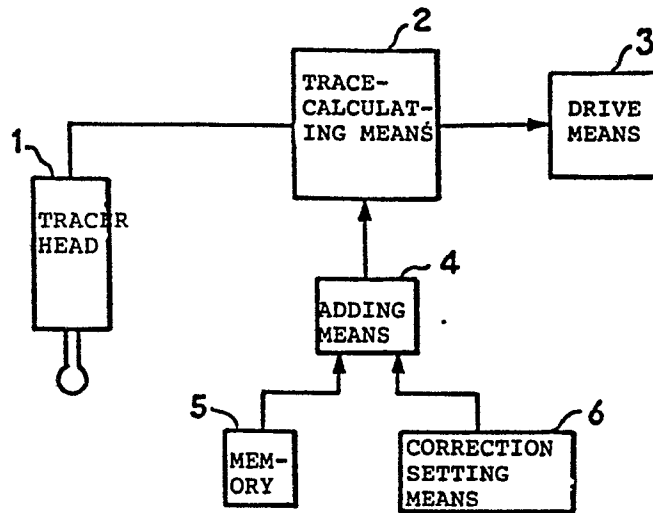 2
TRACE-
CALCULAT-
ING MEANS
3
DRIVE
MEANS
1
TRACER
HEAD
4
ADDING
MEANS
5
MEM-
ORY
6
CORRECTION
SETTING
MEANS